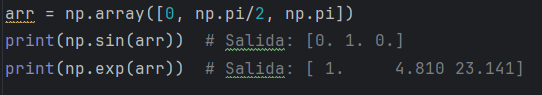 arr = np.array([0, np.pi/2, np.pi])
print(np.sin(arr))  # Salida: [0. 1. 0.]
print(np.exp(arr))  # Salida: [ 1.     4.810 23.141]